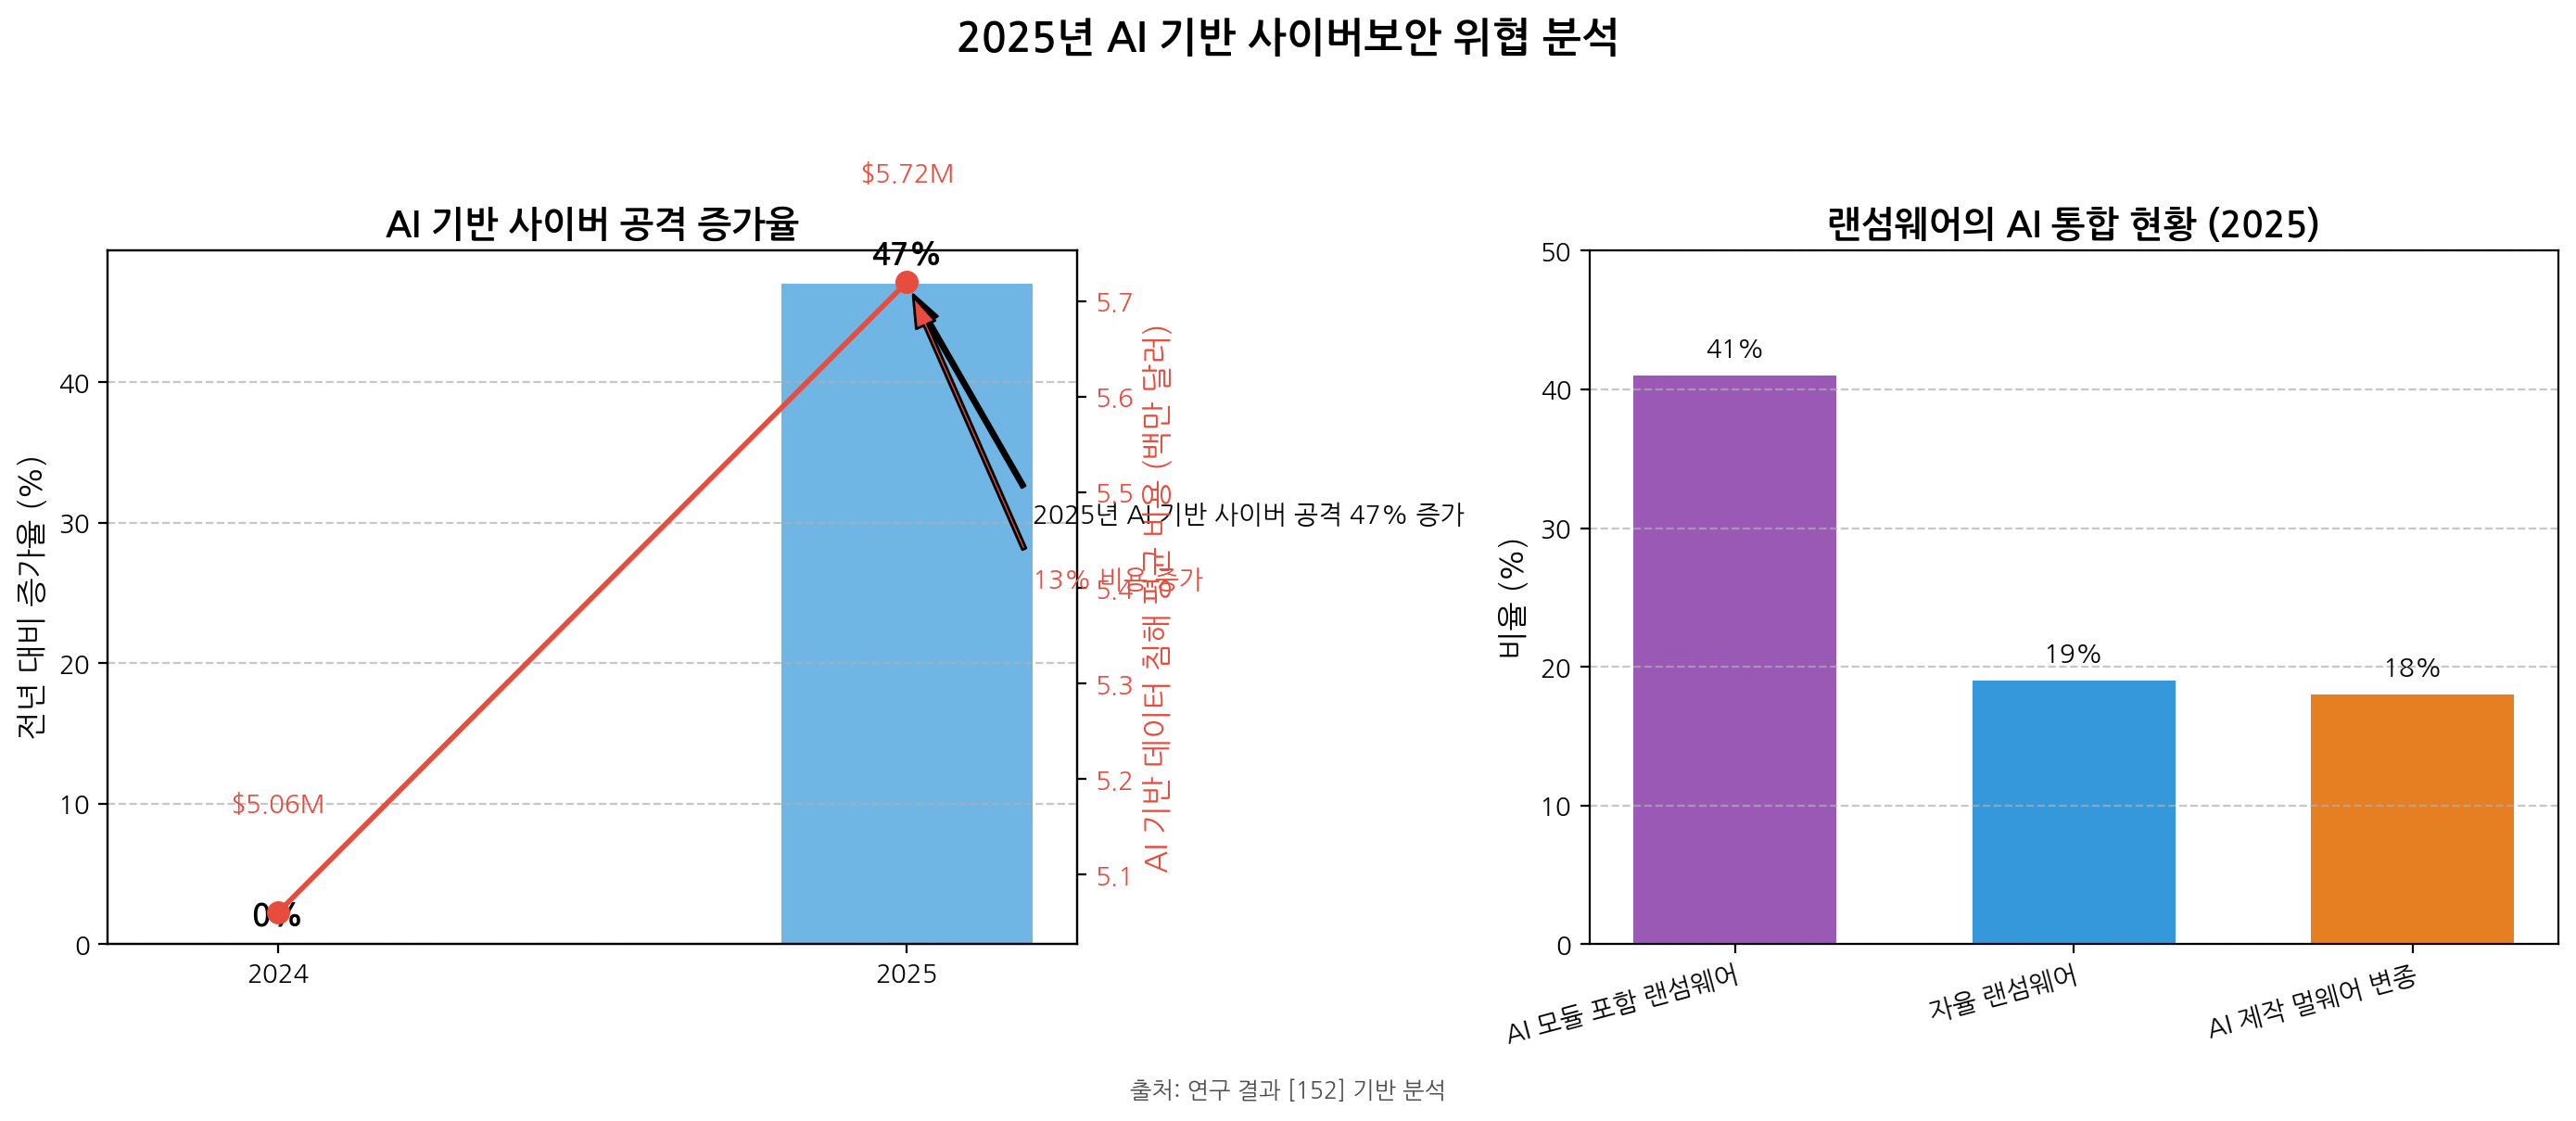 2025년 AI 기반 사이버보안 위협 분석
AI 기반 사이버 공격 증가율
$5.72M
47%
$5.06M
0%
전년 대비 증가율 (%)
40
30
20
10
0
2024
2025
5.7
5.6
5.5
5.4
5.3
5.2
5.1
AI 기반 데이터 침해 평균 비용 (백만 달러)
2025년 AI 기반 사이버 공격 47% 증가
13% 비용 증가
랜섬웨어의 AI 통합 현황 (2025)
비율 (%)
50
40
30
20
10
0
41%
19%
18%
AI 모듈 포함 랜섬웨어
자율 랜섬웨어
AI 제작 멀웨어 변종
출처: 연구 결과 [152] 기반 분석